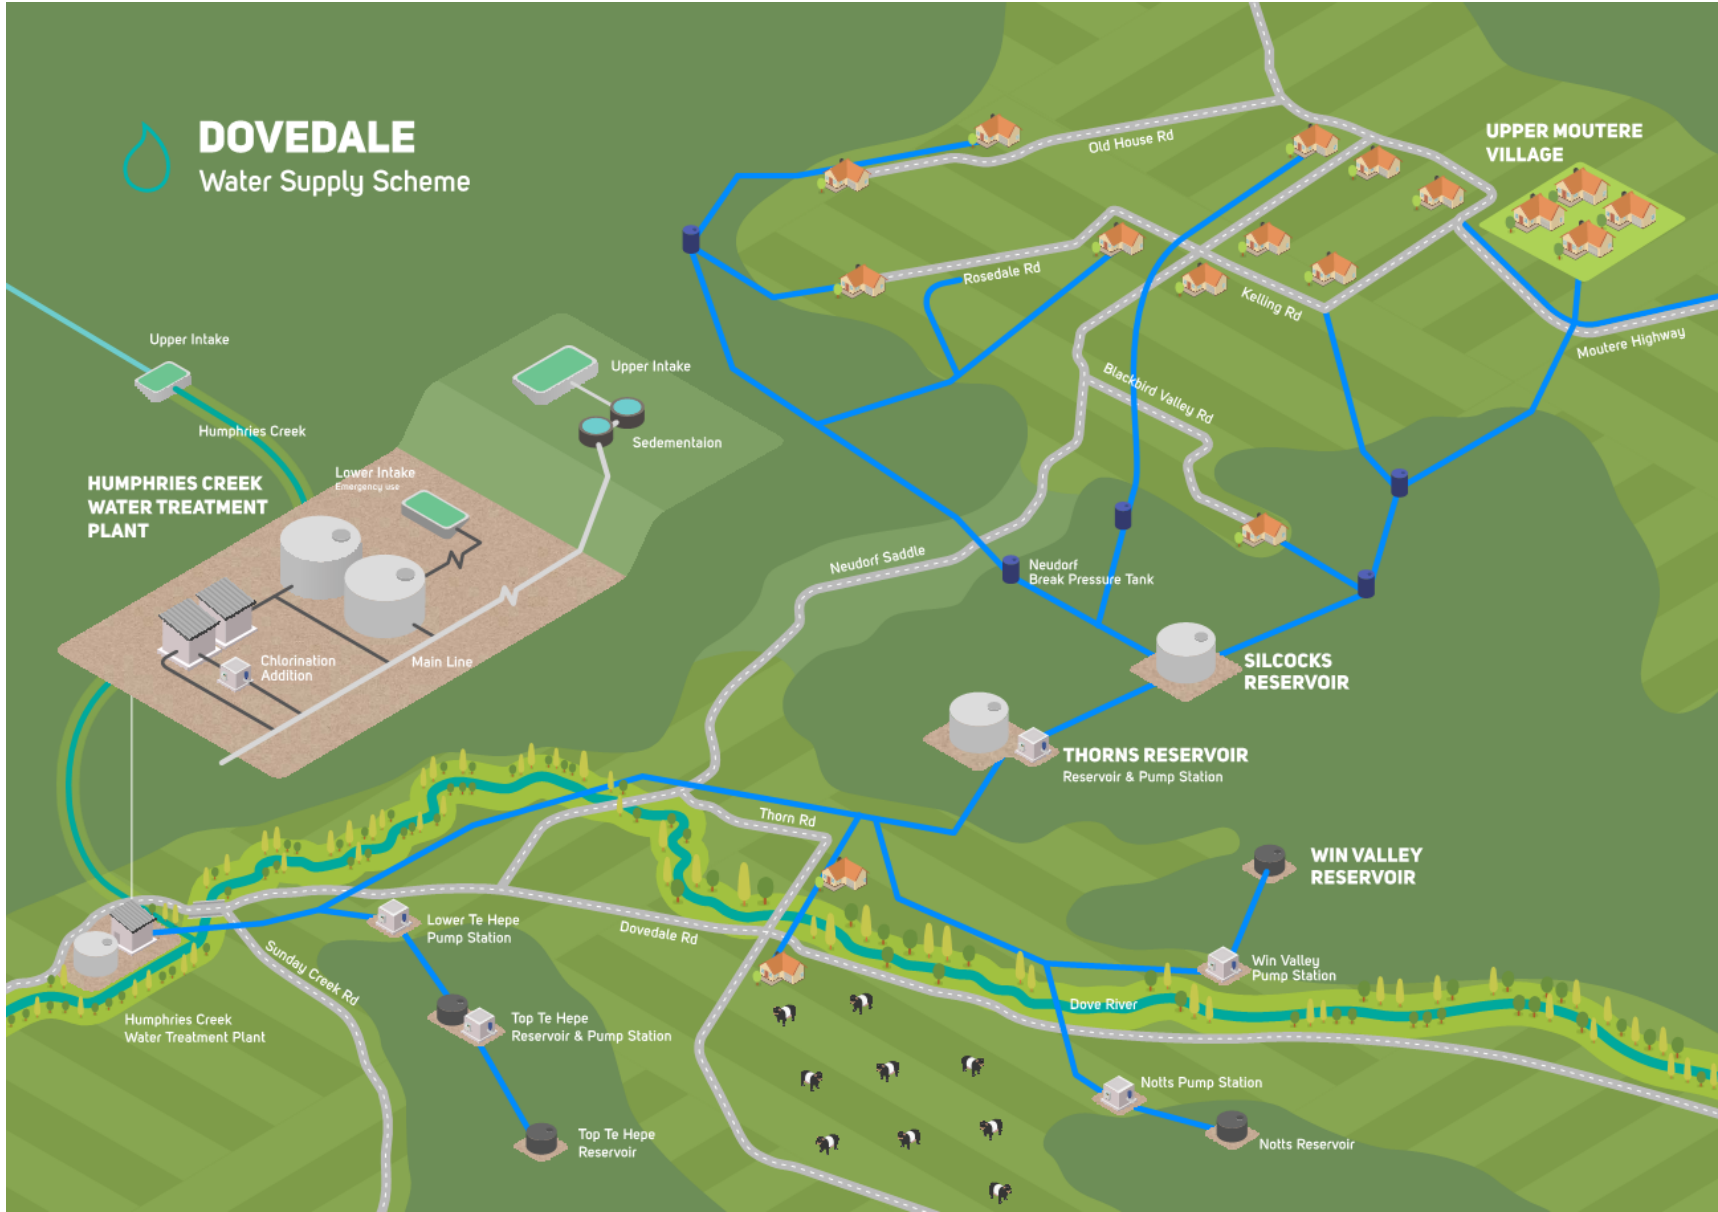 DOVEDALE
Water Supply Scheme
Old House Rd
UPPER MOUTERE
VILLAGE
Rosedale Rd
Kelling Rd
Moutere Highway
Blackbird Valley Rd
Upper Intake
Humphries Creek
Upper Intake
Sedementaion
HUMPHRIES CREEK
WATER TREATMENT
PLANT
Lower Intake
Emergency use
Neudorf Saddle
Neudorf
Break Pressure Tank
Chlorination
Addition
Main Line
SILCOCKS
RESERVOIR
THORNS RESERVOIR
Reservoir & Pump Station
Thorn Rd
WIN VALLEY
RESERVOIR
Lower Te Hepe
Pump Station
Dovedale Rd
Sunday Creek Rd
Win Valley
Pump Station
Dove River
Humphries Creek
Water Treatment Plant
Top Te Hepe
Reservoir & Pump Station
Notts Pump Station
Top Te Hepe
Reservoir
Notts Reservoir